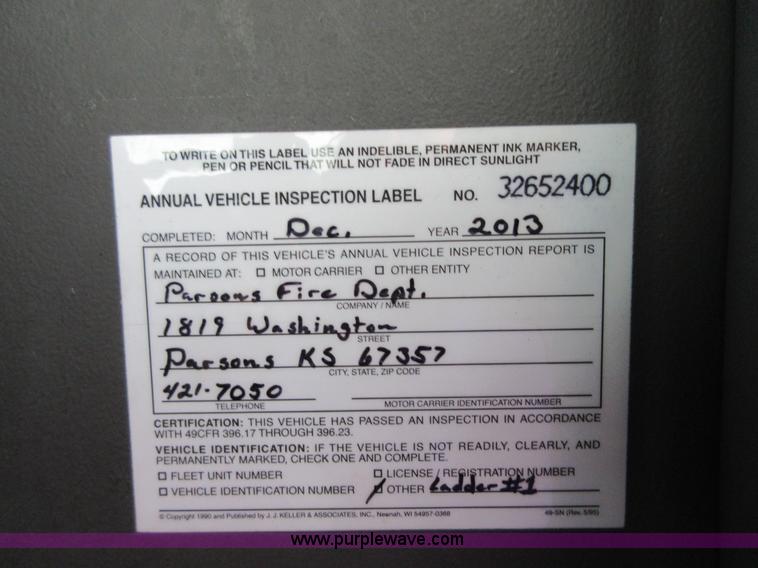 TO WRITE ON THIS LABEL USE AN INDELIBLE, PERMANENT INK MARKER,
PEN OR PENCIL THAT WILL NOT FADE IN DIRECT SUNLIGHT
ANNUAL VEHICLE INSPECTION LABEL NO. 32652400
COMPLETED: MONTH Dec. YEAR 2013
A RECORD OF THIS VEHICLE'S ANNUAL VEHICLE INSPECTION REPORT IS
MAINTAINED AT: ☐ MOTOR CARRIER ☐ OTHER ENTITY
Parsons Fire Dept.
COMPANY / NAME
1819 Washington
STREET
Parsons KS 67357
CITY, STATE, ZIP CODE
421-7050
TELEPHONE MOTOR CARRIER IDENTIFICATION NUMBER
CERTIFICATION: THIS VEHICLE HAS PASSED AN INSPECTION IN ACCORDANCE
WITH 49CFR 396.17 THROUGH 396.23.
VEHICLE IDENTIFICATION: IF THE VEHICLE IS NOT READILY, CLEARLY, AND
PERMANENTLY MARKED, CHECK ONE AND COMPLETE.
☐ FLEET UNIT NUMBER ☐ LICENSE / REGISTRATION NUMBER
☐ VEHICLE IDENTIFICATION NUMBER ☑ OTHER Ladder #1
© Copyright 1990 and Published by J. J. KELLER & ASSOCIATES, INC., Neenah, WI 54957-0368 48-SN (Rev. 5/95)
www.purplewave.com